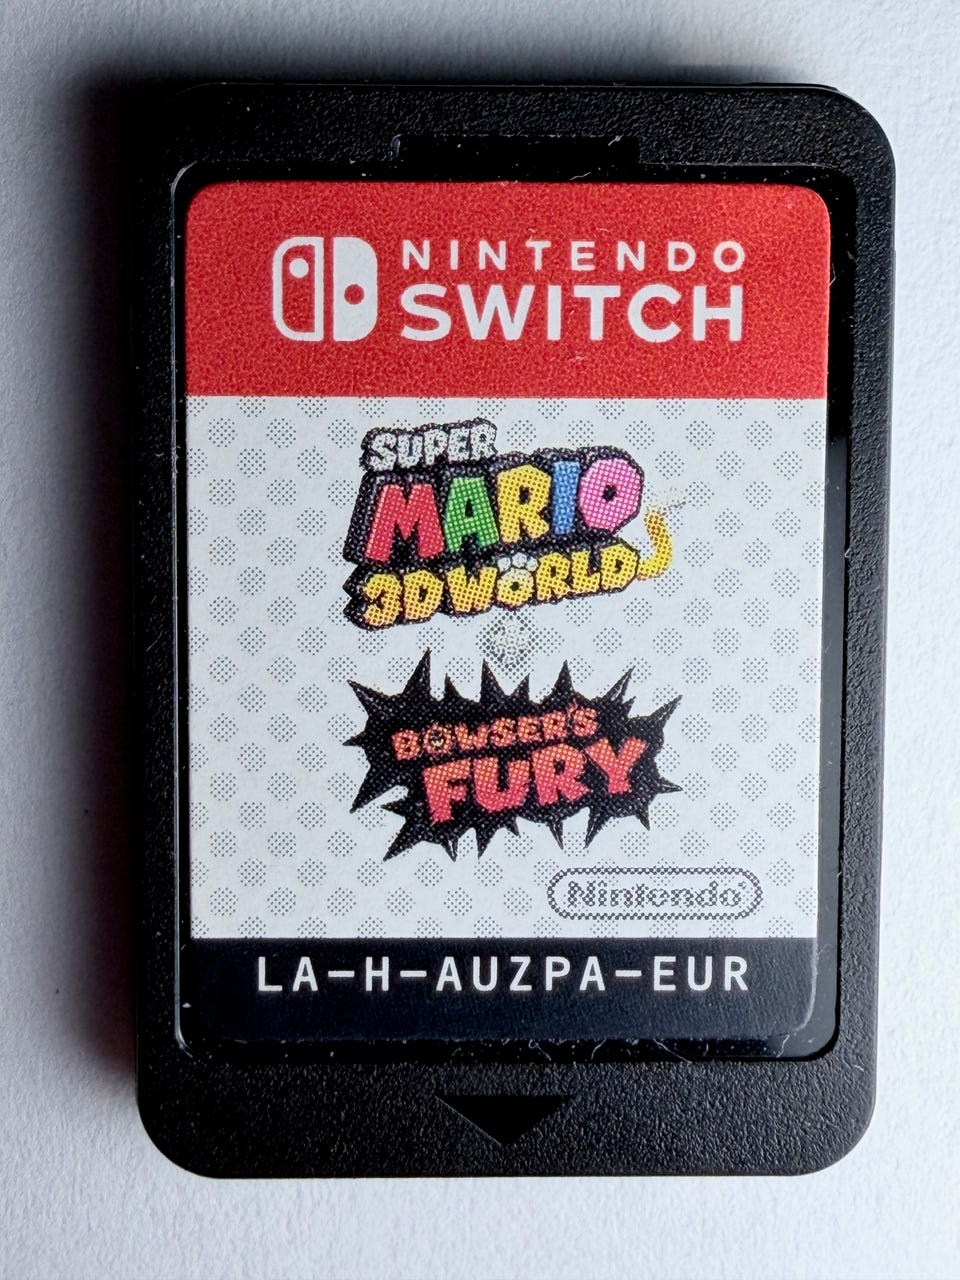 NINTENDO
SWITCH
SUPER
MARIO
3D WORLD
BOWSER'S
FURY
Nintendo
LA-H-AUZPA-EUR